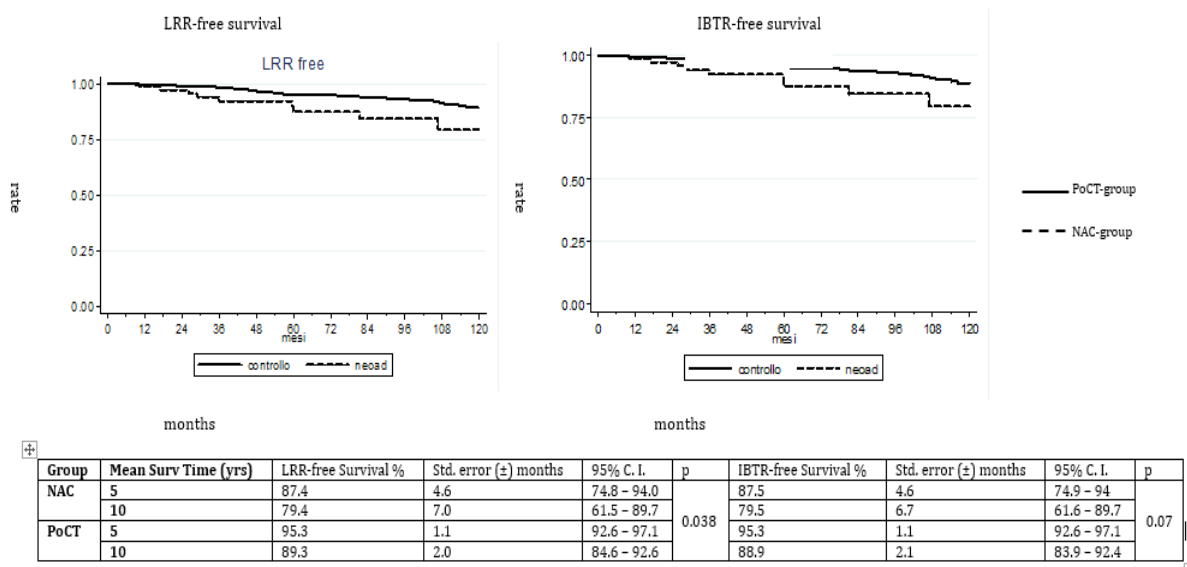 LRR-free survival
IBTR-free survival
LRR free
rate
1.00
0.75
0.50
0.25
0.00
0 12 24 36 48 60 72 84 96 108 120
mesi
controllo neoad
rate
1.00
0.75
0.50
0.25
0.00
0 12 24 36 48 60 72 84 96 108 120
mesi
controllo neoad
PoCT-group
NAC-group
months
months
Group Mean Surv Time (yrs) LRR-free Survival % Std. error (±) months 95% C. I. p IBTR-free Survival % Std. error (±) months 95% C. I. p
NAC 5 87.4 4.6 74.8 – 94.0 87.5 4.6 74.9 – 94
10 79.4 7.0 61.5 – 89.7 79.5 6.7 61.6 – 89.7
0.038 0.07
PoCT 5 95.3 1.1 92.6 – 97.1 95.3 1.1 92.6 – 97.1
10 89.3 2.0 84.6 – 92.6 88.9 2.1 83.9 – 92.4